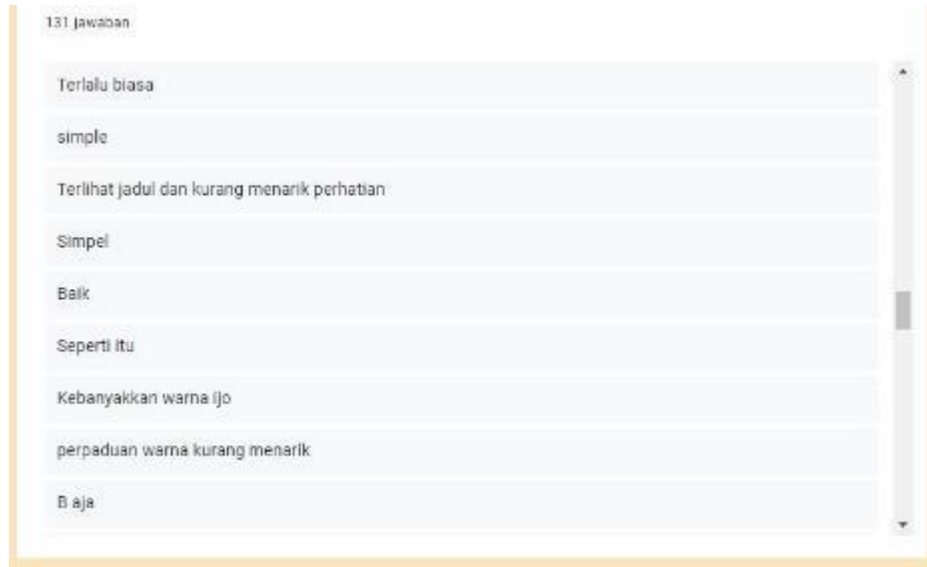 131 jawaban
Terlalu biasa
simple
Terlihat jadul dan kurang menarik perhatian
Simpel
Baik
Seperti itu
Kebanyakkan warna ijo
perpaduan warna kurang menarik
B aja